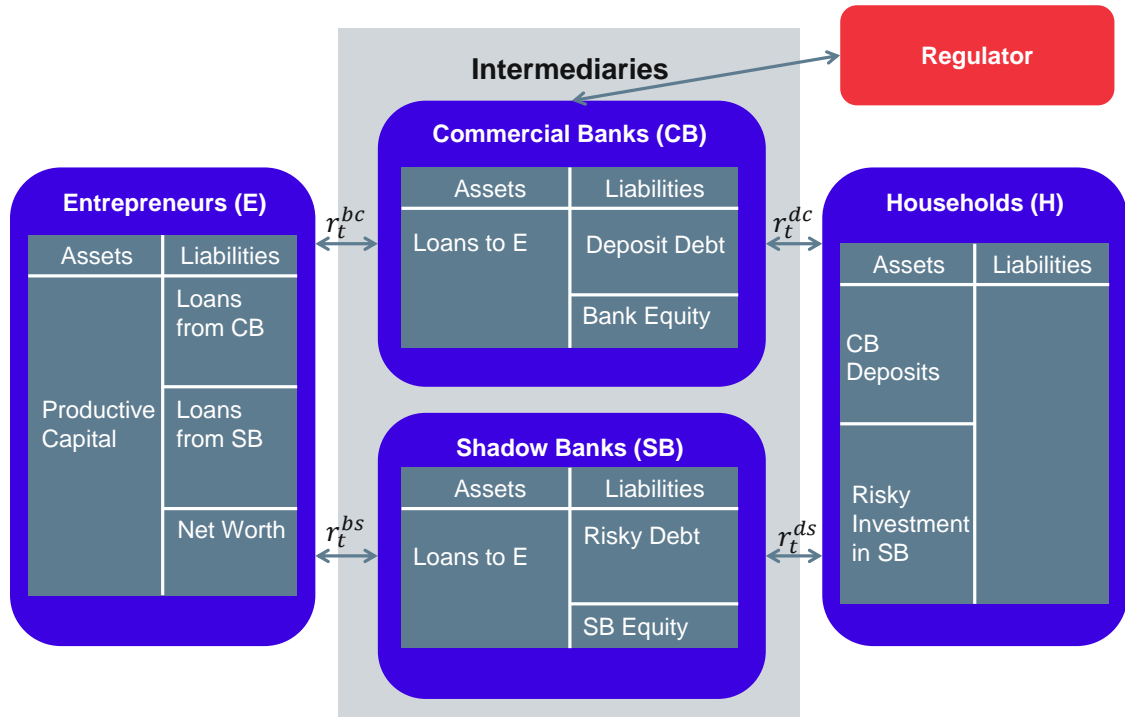 Regulator
Intermediaries
Commercial Banks (CB)
Assets
Liabilities
Loans to E
Deposit Debt
Bank Equity
Entrepreneurs (E)
Assets
Liabilities
Productive
Capital
Loans
from CB
Loans
from SB
Net Worth
r_t^{bc}
r_t^{dc}
Households (H)
Assets
Liabilities
CB
Deposits
Risky
Investment
in SB
Shadow Banks (SB)
Assets
Liabilities
Loans to E
Risky Debt
SB Equity
r_t^{bs}
r_t^{ds}